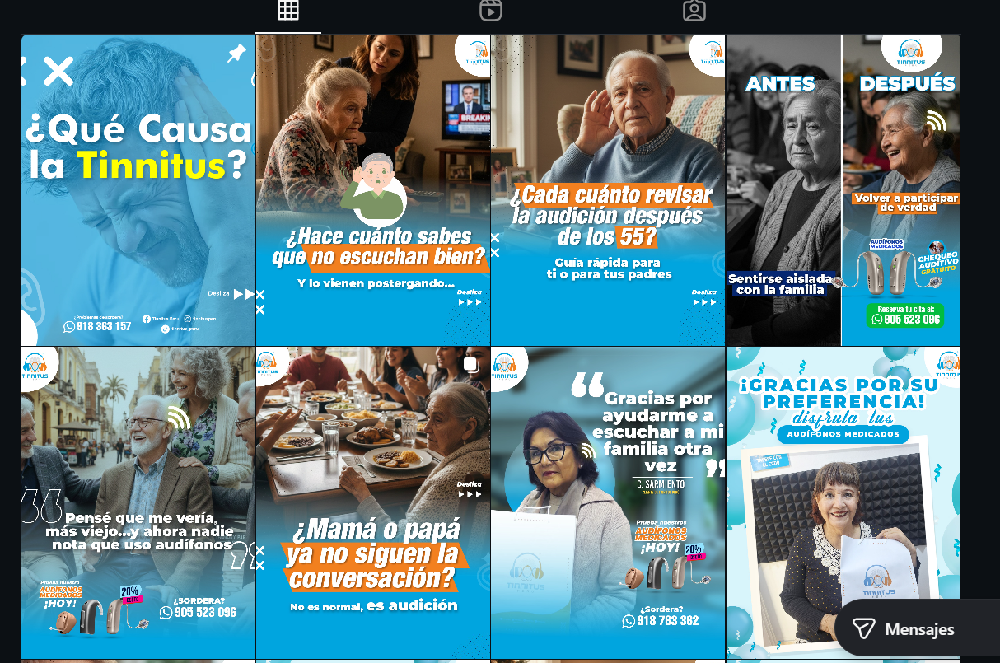 ¿Qué Causa
la Tinnitus?
Desliza
¿Problemas de sordera?
918 363 157
Tinnitus Peru
tinnitusperu
tinnitus_peru
TINNITUS
BREAKIN
¿Hace cuánto sabes
que no escuchan bien?
Y lo vienen postergando...
Desliza
TINNITUS
¿Cada cuánto revisar
la audición después
de los 55?
Guía rápida para
ti o para tus padres
Desliza
TINNITUS
ANTES
DESPUÉS
Volver a participar
de verdad
AUDÍFONOS
MEDICADOS
CHEQUEO
AUDITIVO
GRATUITO
Sentirse aislada
con la familia
Reserva tu cita al:
905 523 096
TINNITUS
Pensé que me vería,
más viejo...y ahora nadie
nota que uso audífonos
Prueba nuestro
AUDÍFONOS
MEDICADOS
¡HOY!
20%
DSCTO
¿SORDERA?
905 523 096
TINNITUS
Desliza
¿Mamá o papá
ya no siguen la
conversación?
No es normal, es audición
TINNITUS
Gracias por
ayudarme a
escuchar a mi
familia otra
vez
C. SARMIENTO
TINNITUS
Prueba nuestros
AUDÍFONOS
MEDICADOS
¡HOY!
20%
DSCTO
¿Sordera?
918 783 362
TINNITUS
¡GRACIAS POR SU
PREFERENCIA!
disfruta tus
AUDÍFONOS MEDICADOS
TINNITUS
Mensajes